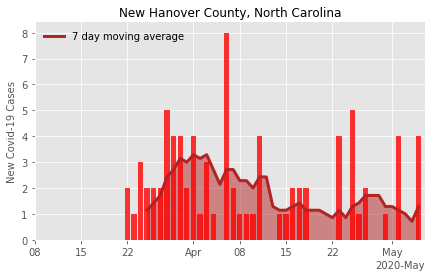 New Hanover County, North Carolina
7 day moving average
New Covid-19 Cases
8
7
6
5
4
3
2
1
0
08 15 22 Apr 08 15 22 May
2020-May